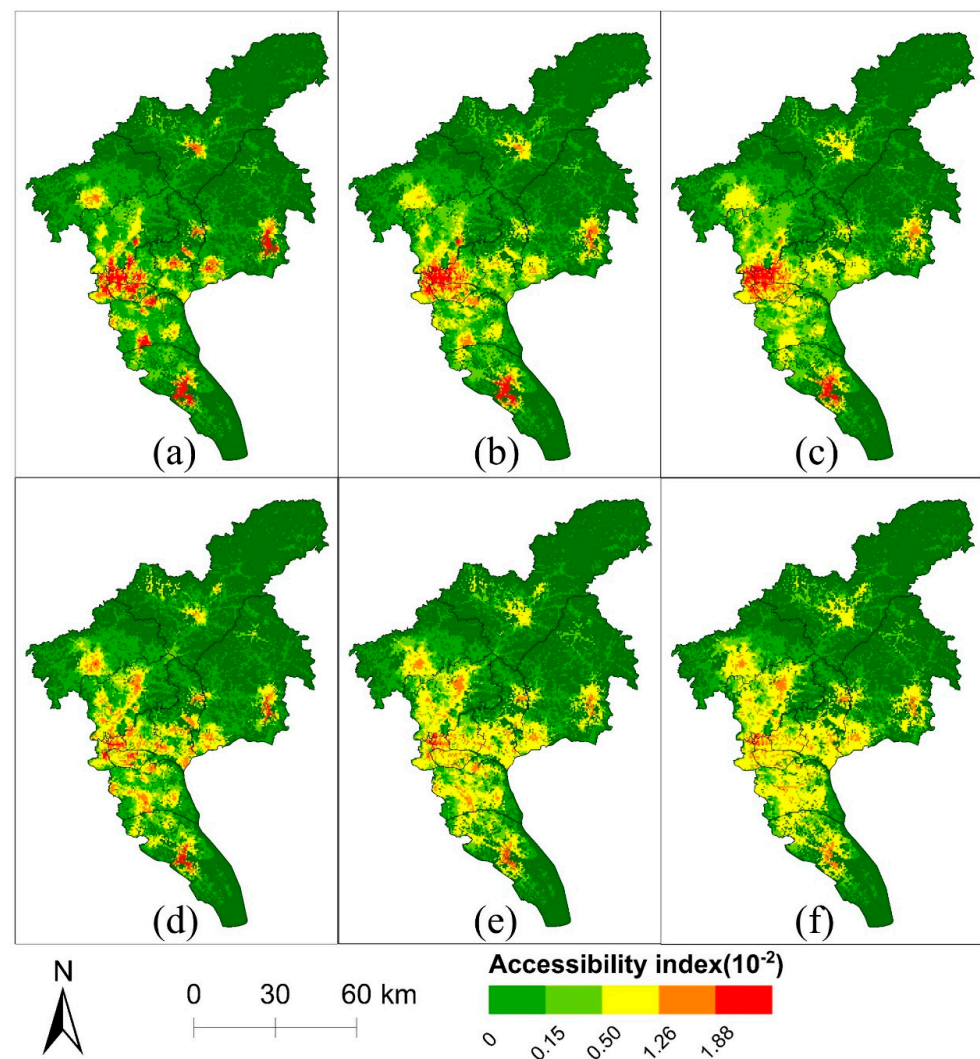 (a) (b) (c)
(d) (e) (f)
N
0 30 60 km
Accessibility index(10⁻²)
0 0.15 0.50 1.26 1.88